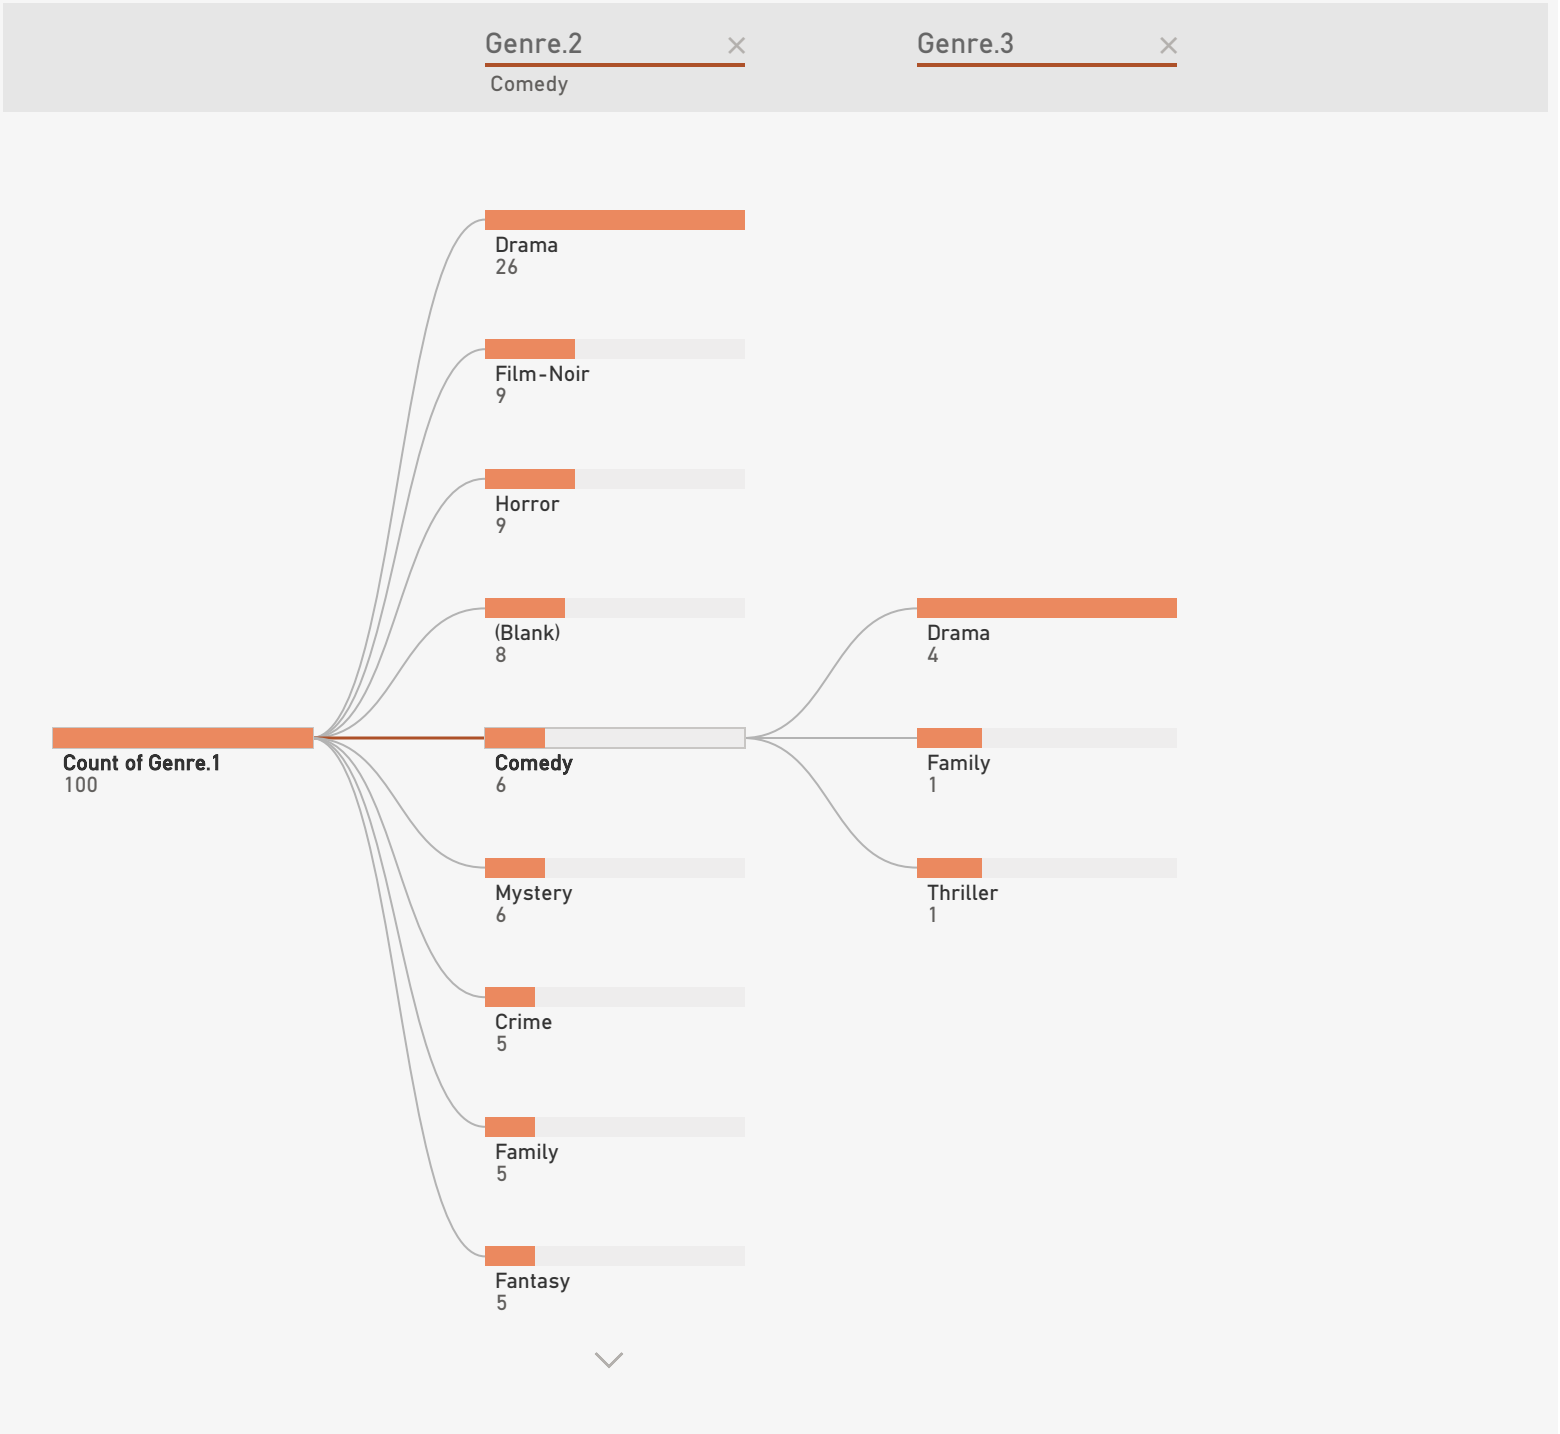 Genre.2
Comedy
Genre.3
Count of Genre.1
100
Drama
26
Film-Noir
9
Horror
9
(Blank)
8
Comedy
6
Mystery
6
Crime
5
Family
5
Fantasy
5
Drama
4
Family
1
Thriller
1